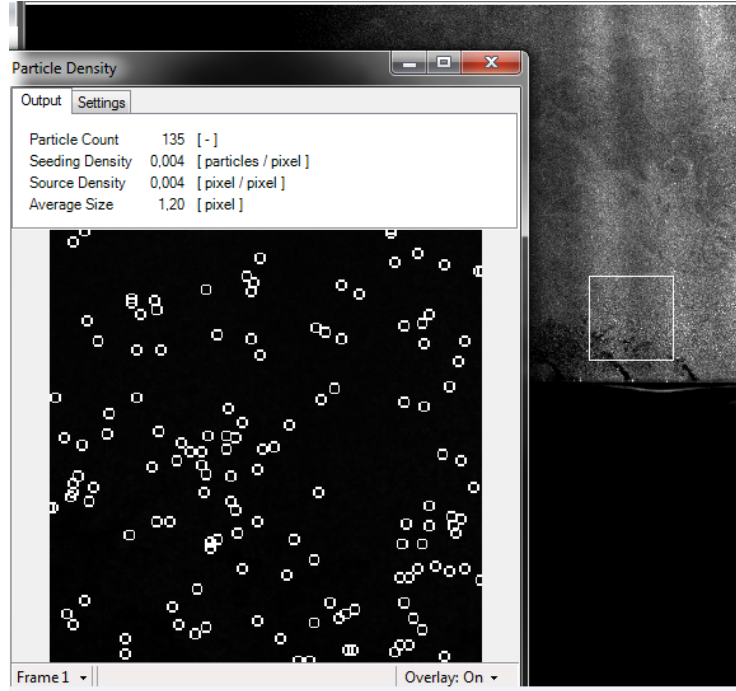 Particle Density
Output Settings
Particle Count 135 [ - ]
Seeding Density 0,004 [ particles / pixel ]
Source Density 0,004 [ pixel / pixel ]
Average Size 1,20 [ pixel ]
Frame 1 Overlay: On